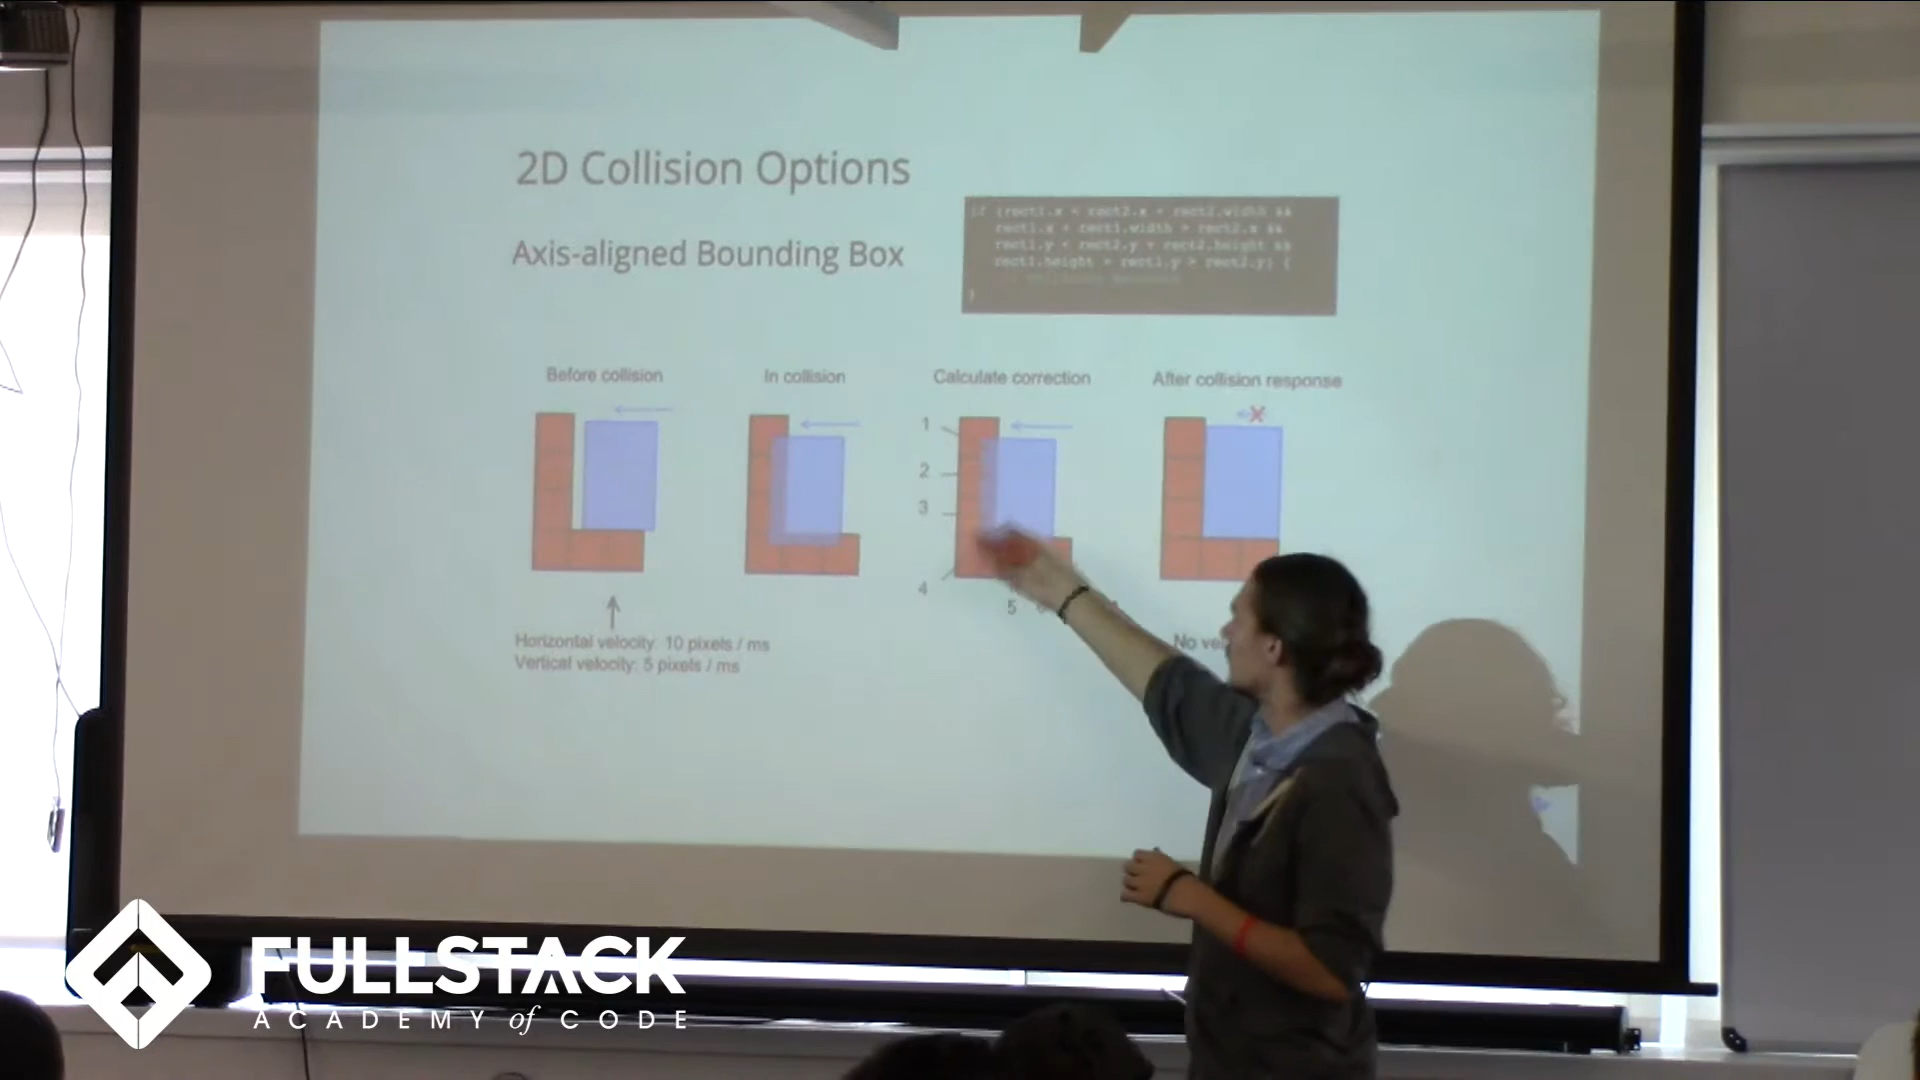 2D Collision Options
Axis-aligned Bounding Box
if (rect1.x < rect2.x + rect2.width &&
rect1.x + rect1.width > rect2.x &&
rect1.y < rect2.y + rect2.height &&
rect1.height + rect1.y > rect2.y) {
}
Before collision
In collision
Calculate correction
After collision response
X
1
2
3
4
5
Horizontal velocity: 10 pixels / ms
Vertical velocity: 5 pixels / ms
No
FULLSTACK
ACADEMY of CODE